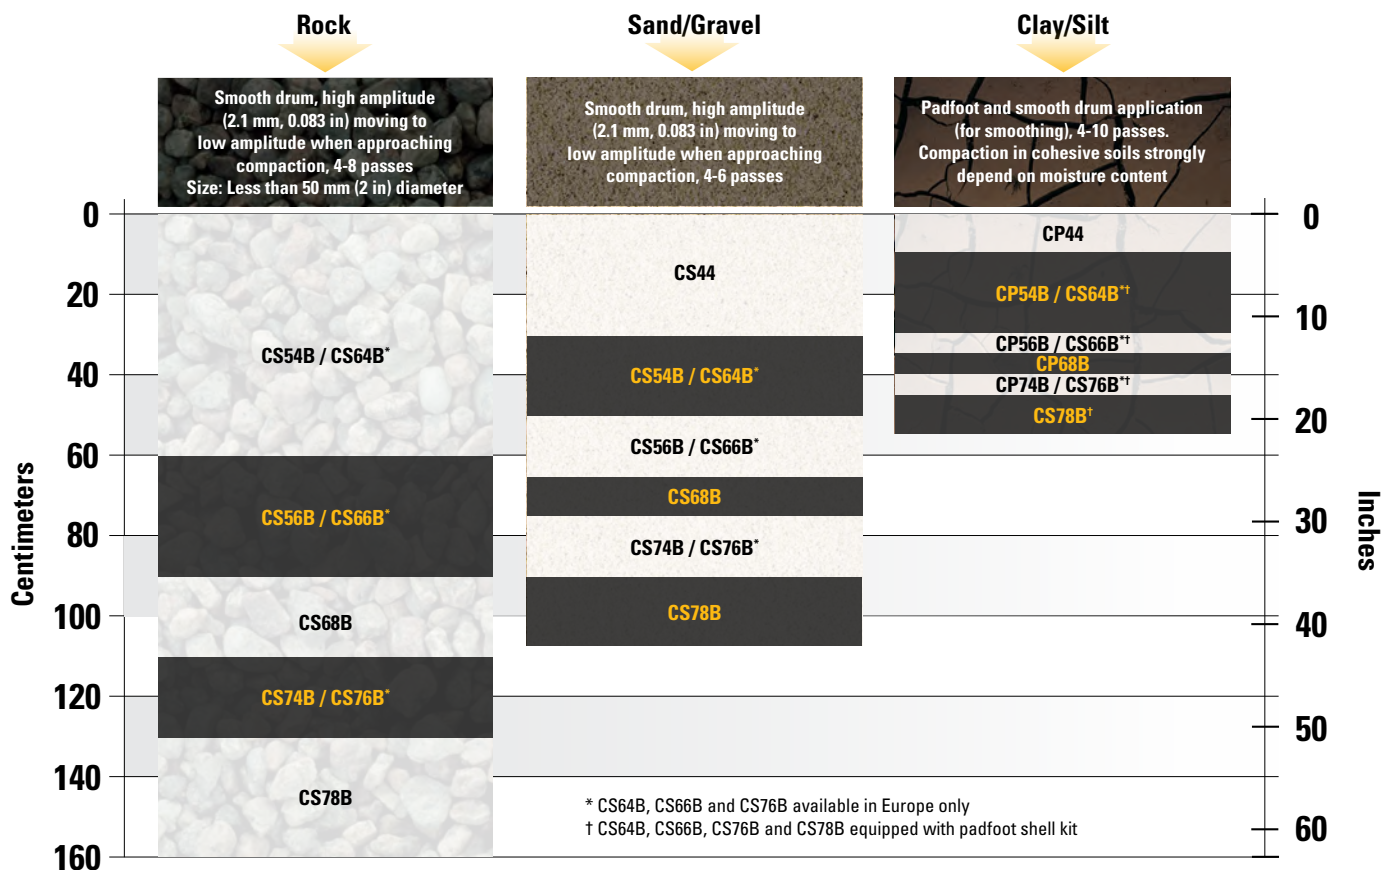 Rock
Sand/Gravel
Clay/Silt
Smooth drum, high amplitude
(2.1 mm, 0.083 in) moving to
low amplitude when approaching
compaction, 4-8 passes
Size: Less than 50 mm (2 in) diameter
Smooth drum, high amplitude
(2.1 mm, 0.083 in) moving to
low amplitude when approaching
compaction, 4-6 passes
Padfoot and smooth drum application
(for smoothing), 4-10 passes.
Compaction in cohesive soils strongly
depend on moisture content
Centimeters
0
20
40
60
80
100
120
140
160
CS54B / CS64B*
CS56B / CS66B*
CS68B
CS74B / CS76B*
CS78B
CS44
CS54B / CS64B*
CS56B / CS66B*
CS68B
CS74B / CS76B*
CS78B
CP44
CP54B / CS64B*†
CP56B / CS66B*†
CP68B
CP74B / CS76B*†
CS78B†
0
10
20
30
40
50
60
Inches
* CS64B, CS66B and CS76B available in Europe only
† CS64B, CS66B, CS76B and CS78B equipped with padfoot shell kit